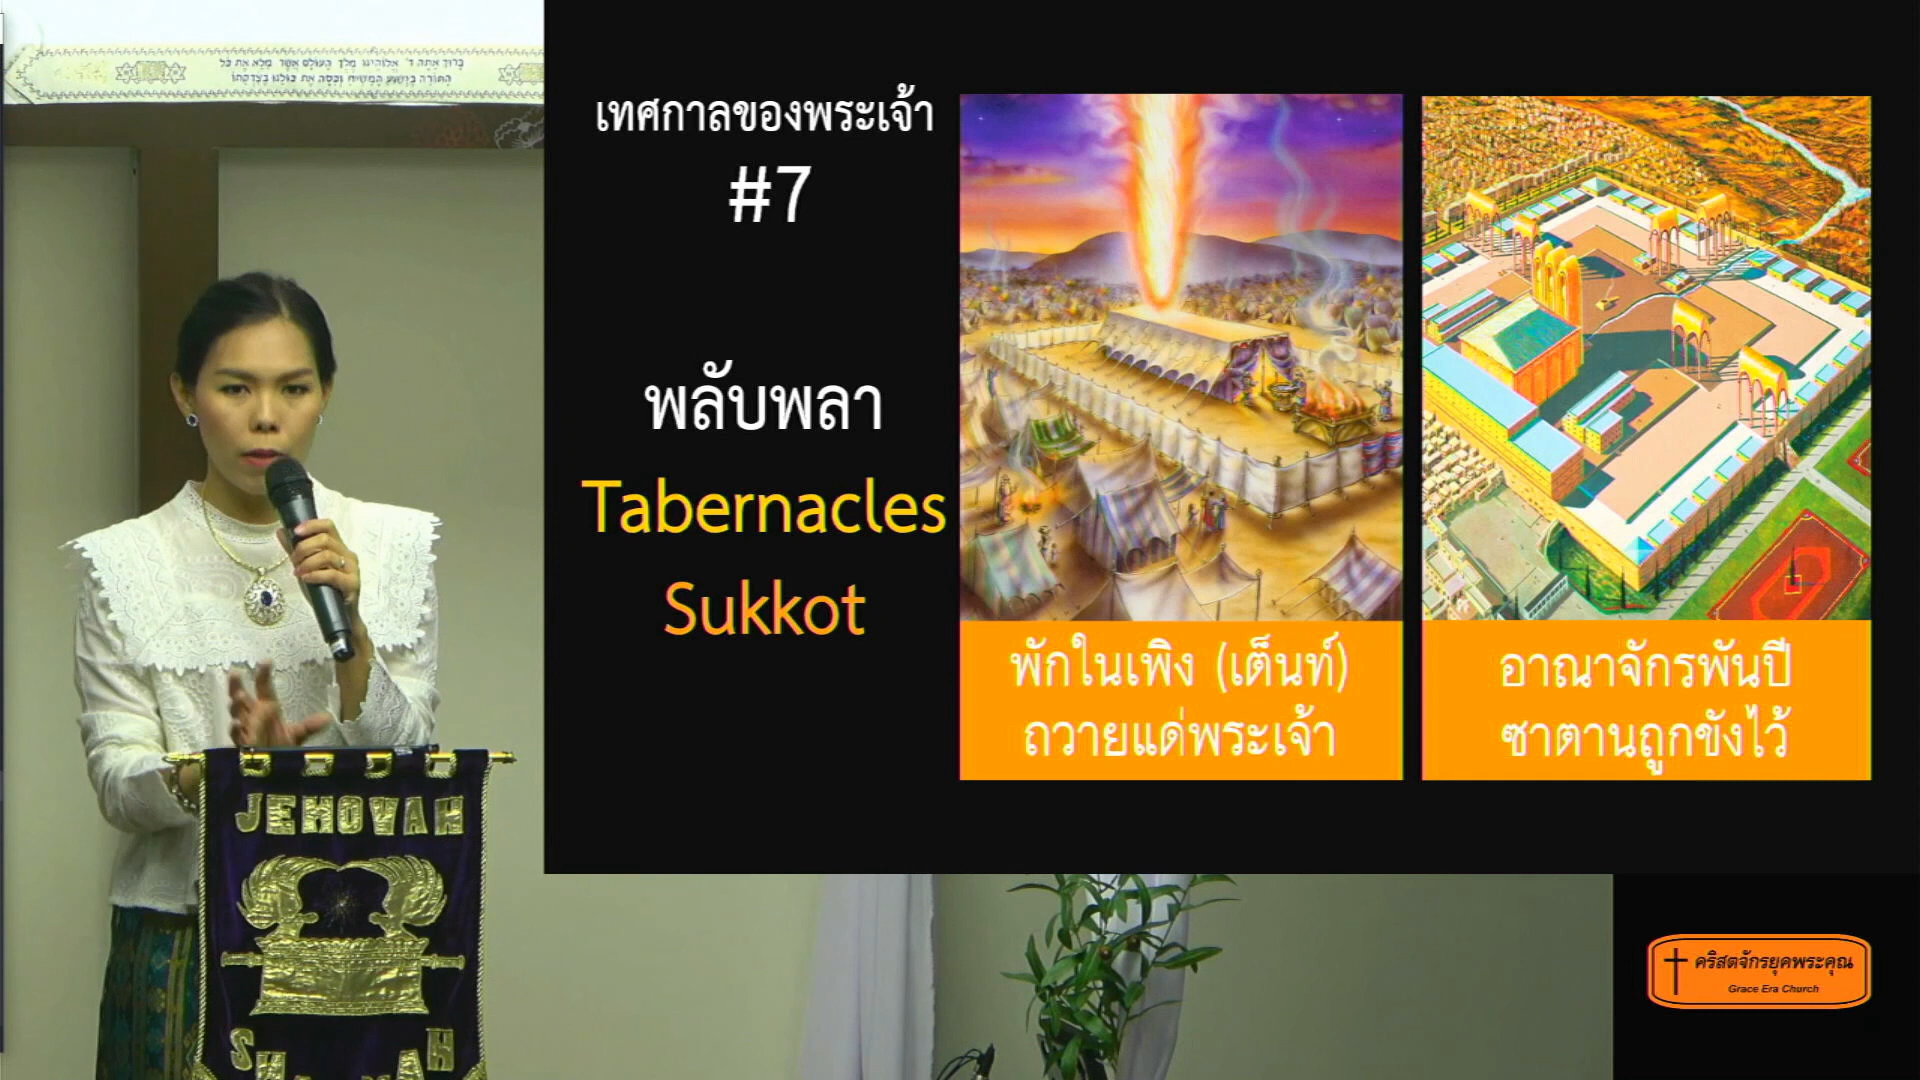 เทศกาลของพระเจ้า
#7
พลับพลา
Tabernacles
Sukkot
พักในเพิง (เต็นท์)
ถวายแด่พระเจ้า
อาณาจักรพันปี
ซาตานถูกขังไว้
JEHOVAH
คริสตจักรยุคพระคุณ
Grace Era Church